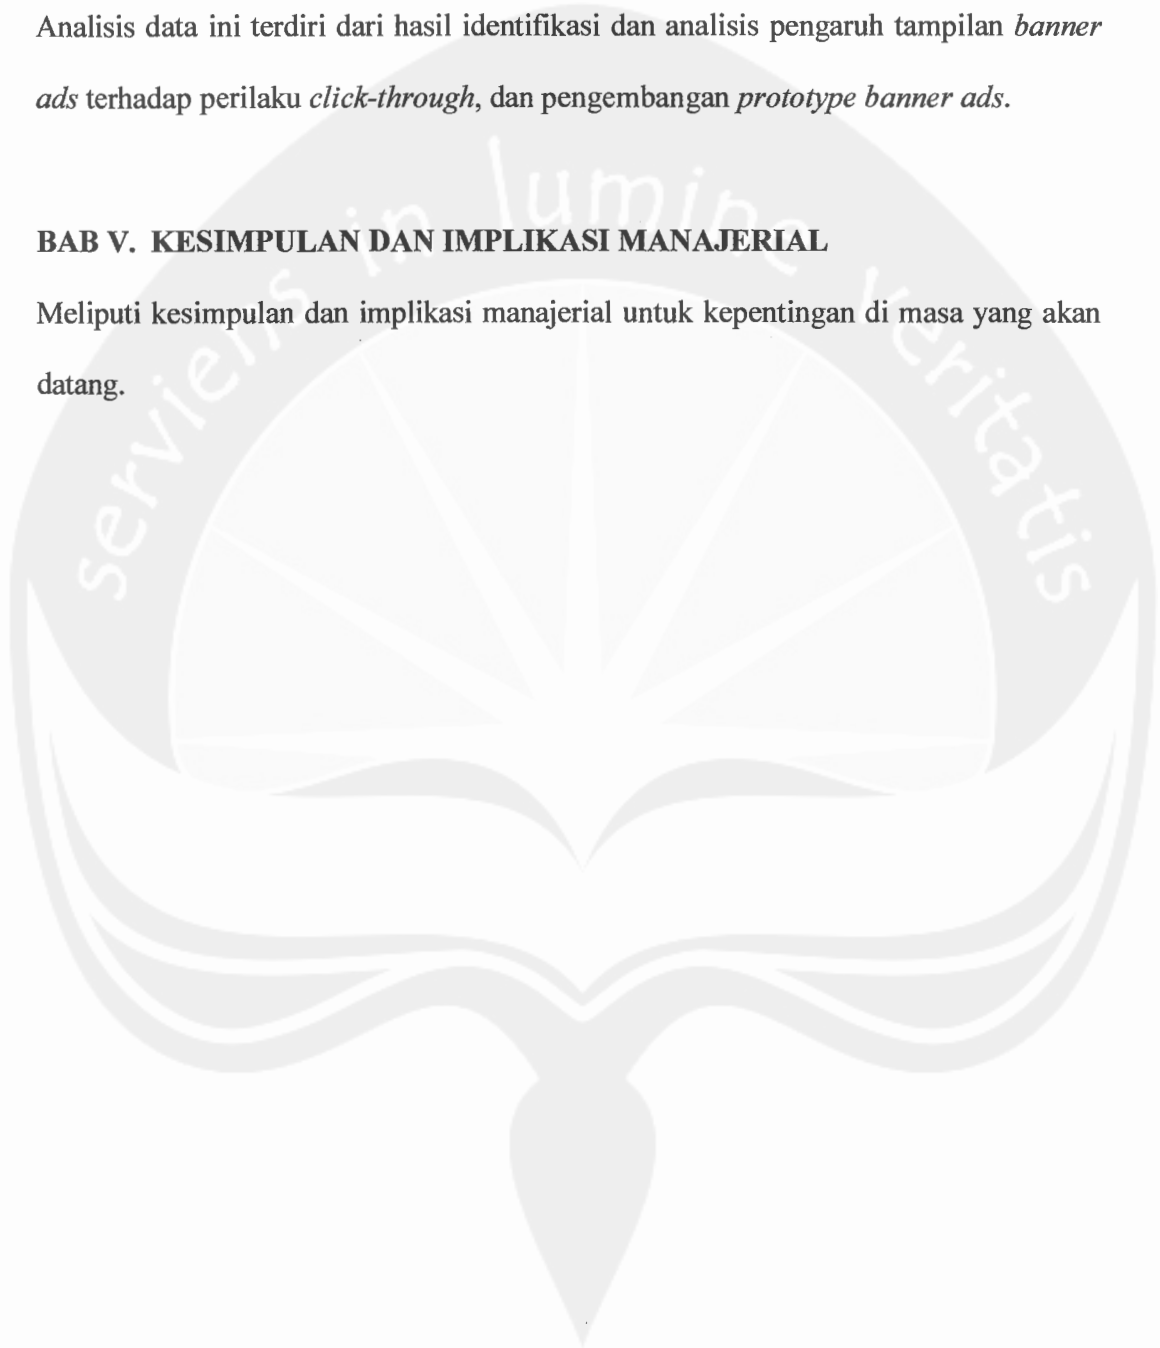 Analisis data ini terdiri dari hasil identifikasi dan analisis pengaruh tampilan banner
ads terhadap perilaku click-through, dan pengembangan prototype banner ads.
serviens in lumine veritatis
BAB V. KESIMPULAN DAN IMPLIKASI MANAJERIAL
Meliputi kesimpulan dan implikasi manajerial untuk kepentingan di masa yang akan
datang.